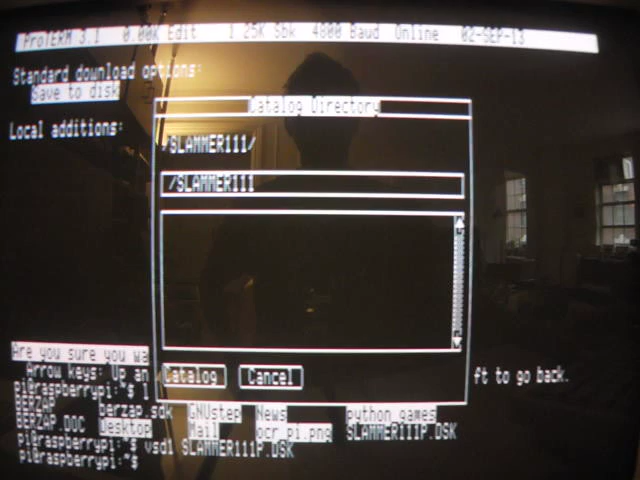 ProTERM 3.1 0.00K Edit 1.25K Sbk 4800 Baud Online 02-SEP-13
Standard download options:
Save to disk
Catalog Directory
Local additions:
/SLAMMER111/
/SLAMMER111
Are you sure you wa
Arrow keys: Up an
ft to go back.
Catalog Cancel
pi@raspberrypi:~$ l
BERZAP berzap.sdk GNUstep News python_games
BERZAP.DOC Desktop Mail ocr_pi.png SLAMMER111P.DSK
pi@raspberrypi:~$ vsdl SLAMMER111P.DSK
pi@raspberrypi:~$